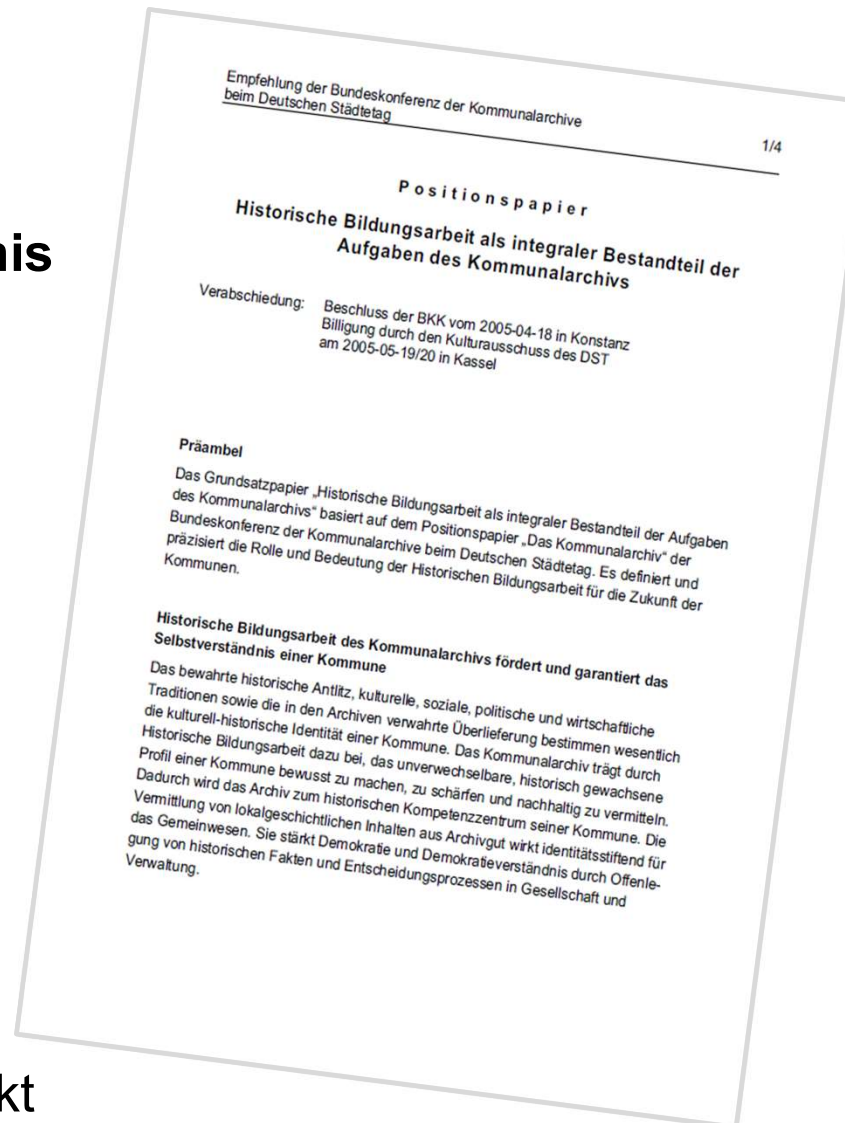 Empfehlung der Bundeskonferenz der Kommunalarchive
beim Deutschen Städtetag
1/4
Positionspapier
Historische Bildungsarbeit als integraler Bestandteil der
Aufgaben des Kommunalarchivs
nis
Verabschiedung: Beschluss der BKK vom 2005-04-18 in Konstanz
Billigung durch den Kulturausschuss des DST
am 2005-05-19/20 in Kassel
Präambel
Das Grundsatzpapier „Historische Bildungsarbeit als integraler Bestandteil der Aufgaben
des Kommunalarchivs“ basiert auf dem Positionspapier „Das Kommunalarchiv“ der
Bundeskonferenz der Kommunalarchive beim Deutschen Städtetag. Es definiert und
präzisiert die Rolle und Bedeutung der Historischen Bildungsarbeit für die Zukunft der
Kommunen.
Historische Bildungsarbeit des Kommunalarchivs fördert und garantiert das
Selbstverständnis einer Kommune
Das bewahrte historische Antlitz, kulturelle, soziale, politische und wirtschaftliche
Traditionen sowie die in den Archiven verwahrte Überlieferung bestimmen wesentlich
die kulturell-historische Identität einer Kommune. Das Kommunalarchiv trägt durch
Historische Bildungsarbeit dazu bei, das unverwechselbare, historisch gewachsene
Profil einer Kommune bewusst zu machen, zu schärfen und nachhaltig zu vermitteln.
Dadurch wird das Archiv zum historischen Kompetenzzentrum seiner Kommune. Die
Vermittlung von lokalgeschichtlichen Inhalten aus Archivgut wirkt identitätsstiftend für
das Gemeinwesen. Sie stärkt Demokratie und Demokratieverständnis durch Offenle-
gung von historischen Fakten und Entscheidungsprozessen in Gesellschaft und
Verwaltung.
kt